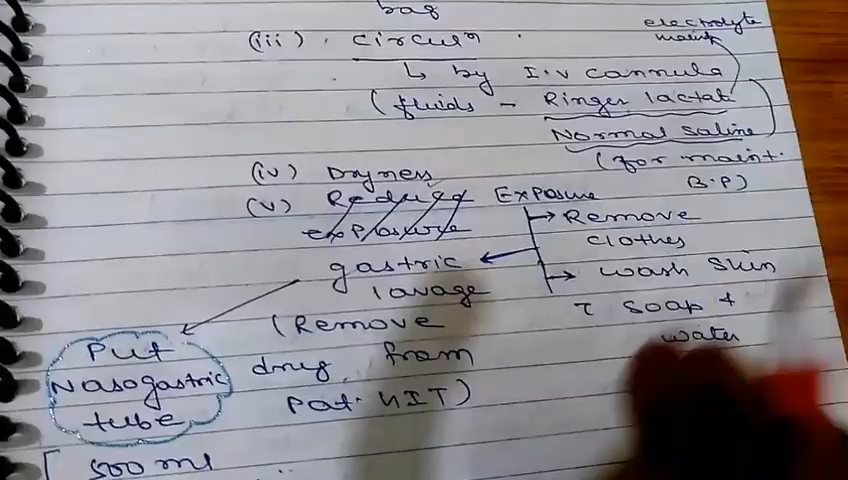 bag
(iii) . circulⁿ .
electrolyte
maint
↳ by I.V cannula
(fluids - Ringer lactate
Normal saline
(for maint.
B.P)
(iv) Dryness
(v) Reduced Exposure
exposure
→ Remove
clothes
→ wash skin
c̄ soap +
water
gastric
lavage
(Remove
drug from
pat. GIT)
Put
Nasogastric
tube
[ 500 ml